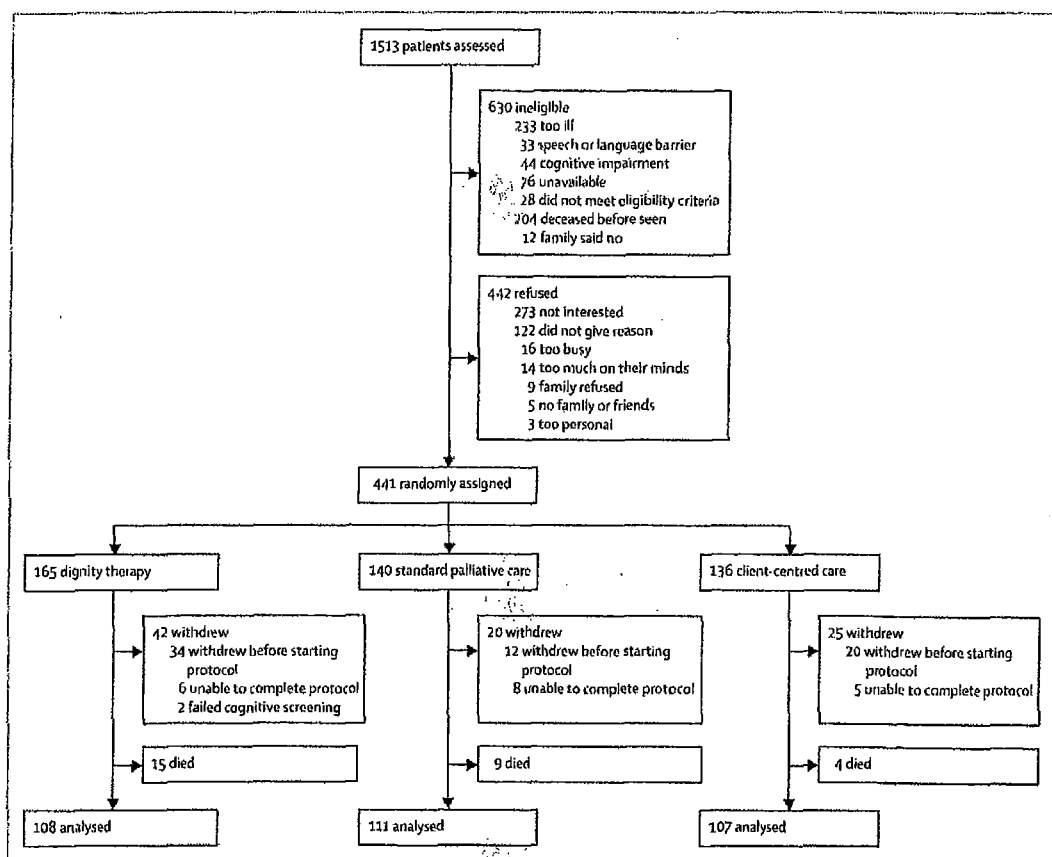 1513 patients assessed
630 ineligible
233 too ill
33 speech or language barrier
44 cognitive impairment
76 unavailable
28 did not meet eligibility criteria
204 deceased before seen
12 family said no
442 refused
273 not interested
122 did not give reason
16 too busy
14 too much on their minds
9 family refused
5 no family or friends
3 too personal
441 randomly assigned
165 dignity therapy
140 standard palliative care
136 client-centred care
42 withdrew
34 withdrew before starting
protocol
6 unable to complete protocol
2 failed cognitive screening
20 withdrew
12 withdrew before starting
protocol
8 unable to complete protocol
25 withdrew
20 withdrew before starting
protocol
5 unable to complete protocol
15 died
9 died
4 died
108 analysed
111 analysed
107 analysed